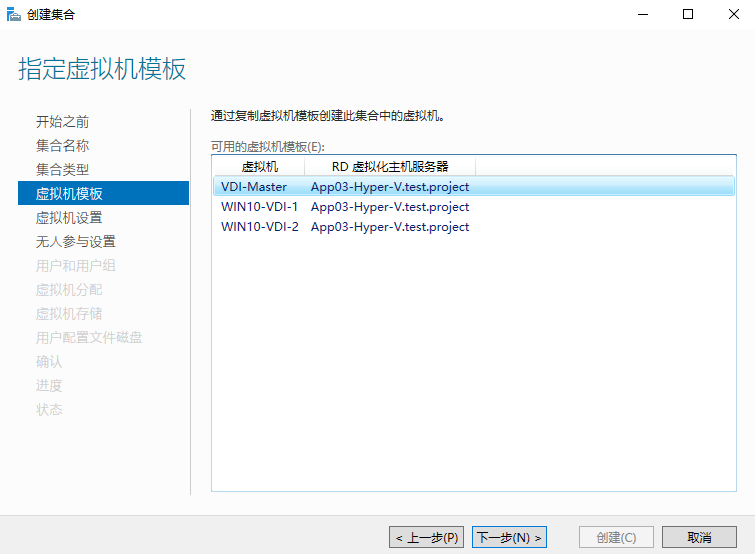 创建集合
指定虚拟机模板
开始之前
集合名称
集合类型
虚拟机模板
虚拟机设置
无人参与设置
用户和用户组
虚拟机分配
虚拟机存储
用户配置文件磁盘
确认
进度
状态
通过复制虚拟机模板创建此集合中的虚拟机。
可用的虚拟机模板(E):
虚拟机 RD 虚拟化主机服务器
VDI-Master App03-Hyper-V.test.project
WIN10-VDI-1 App03-Hyper-V.test.project
WIN10-VDI-2 App03-Hyper-V.test.project
< 上一步(P) 下一步(N) > 创建(C) 取消